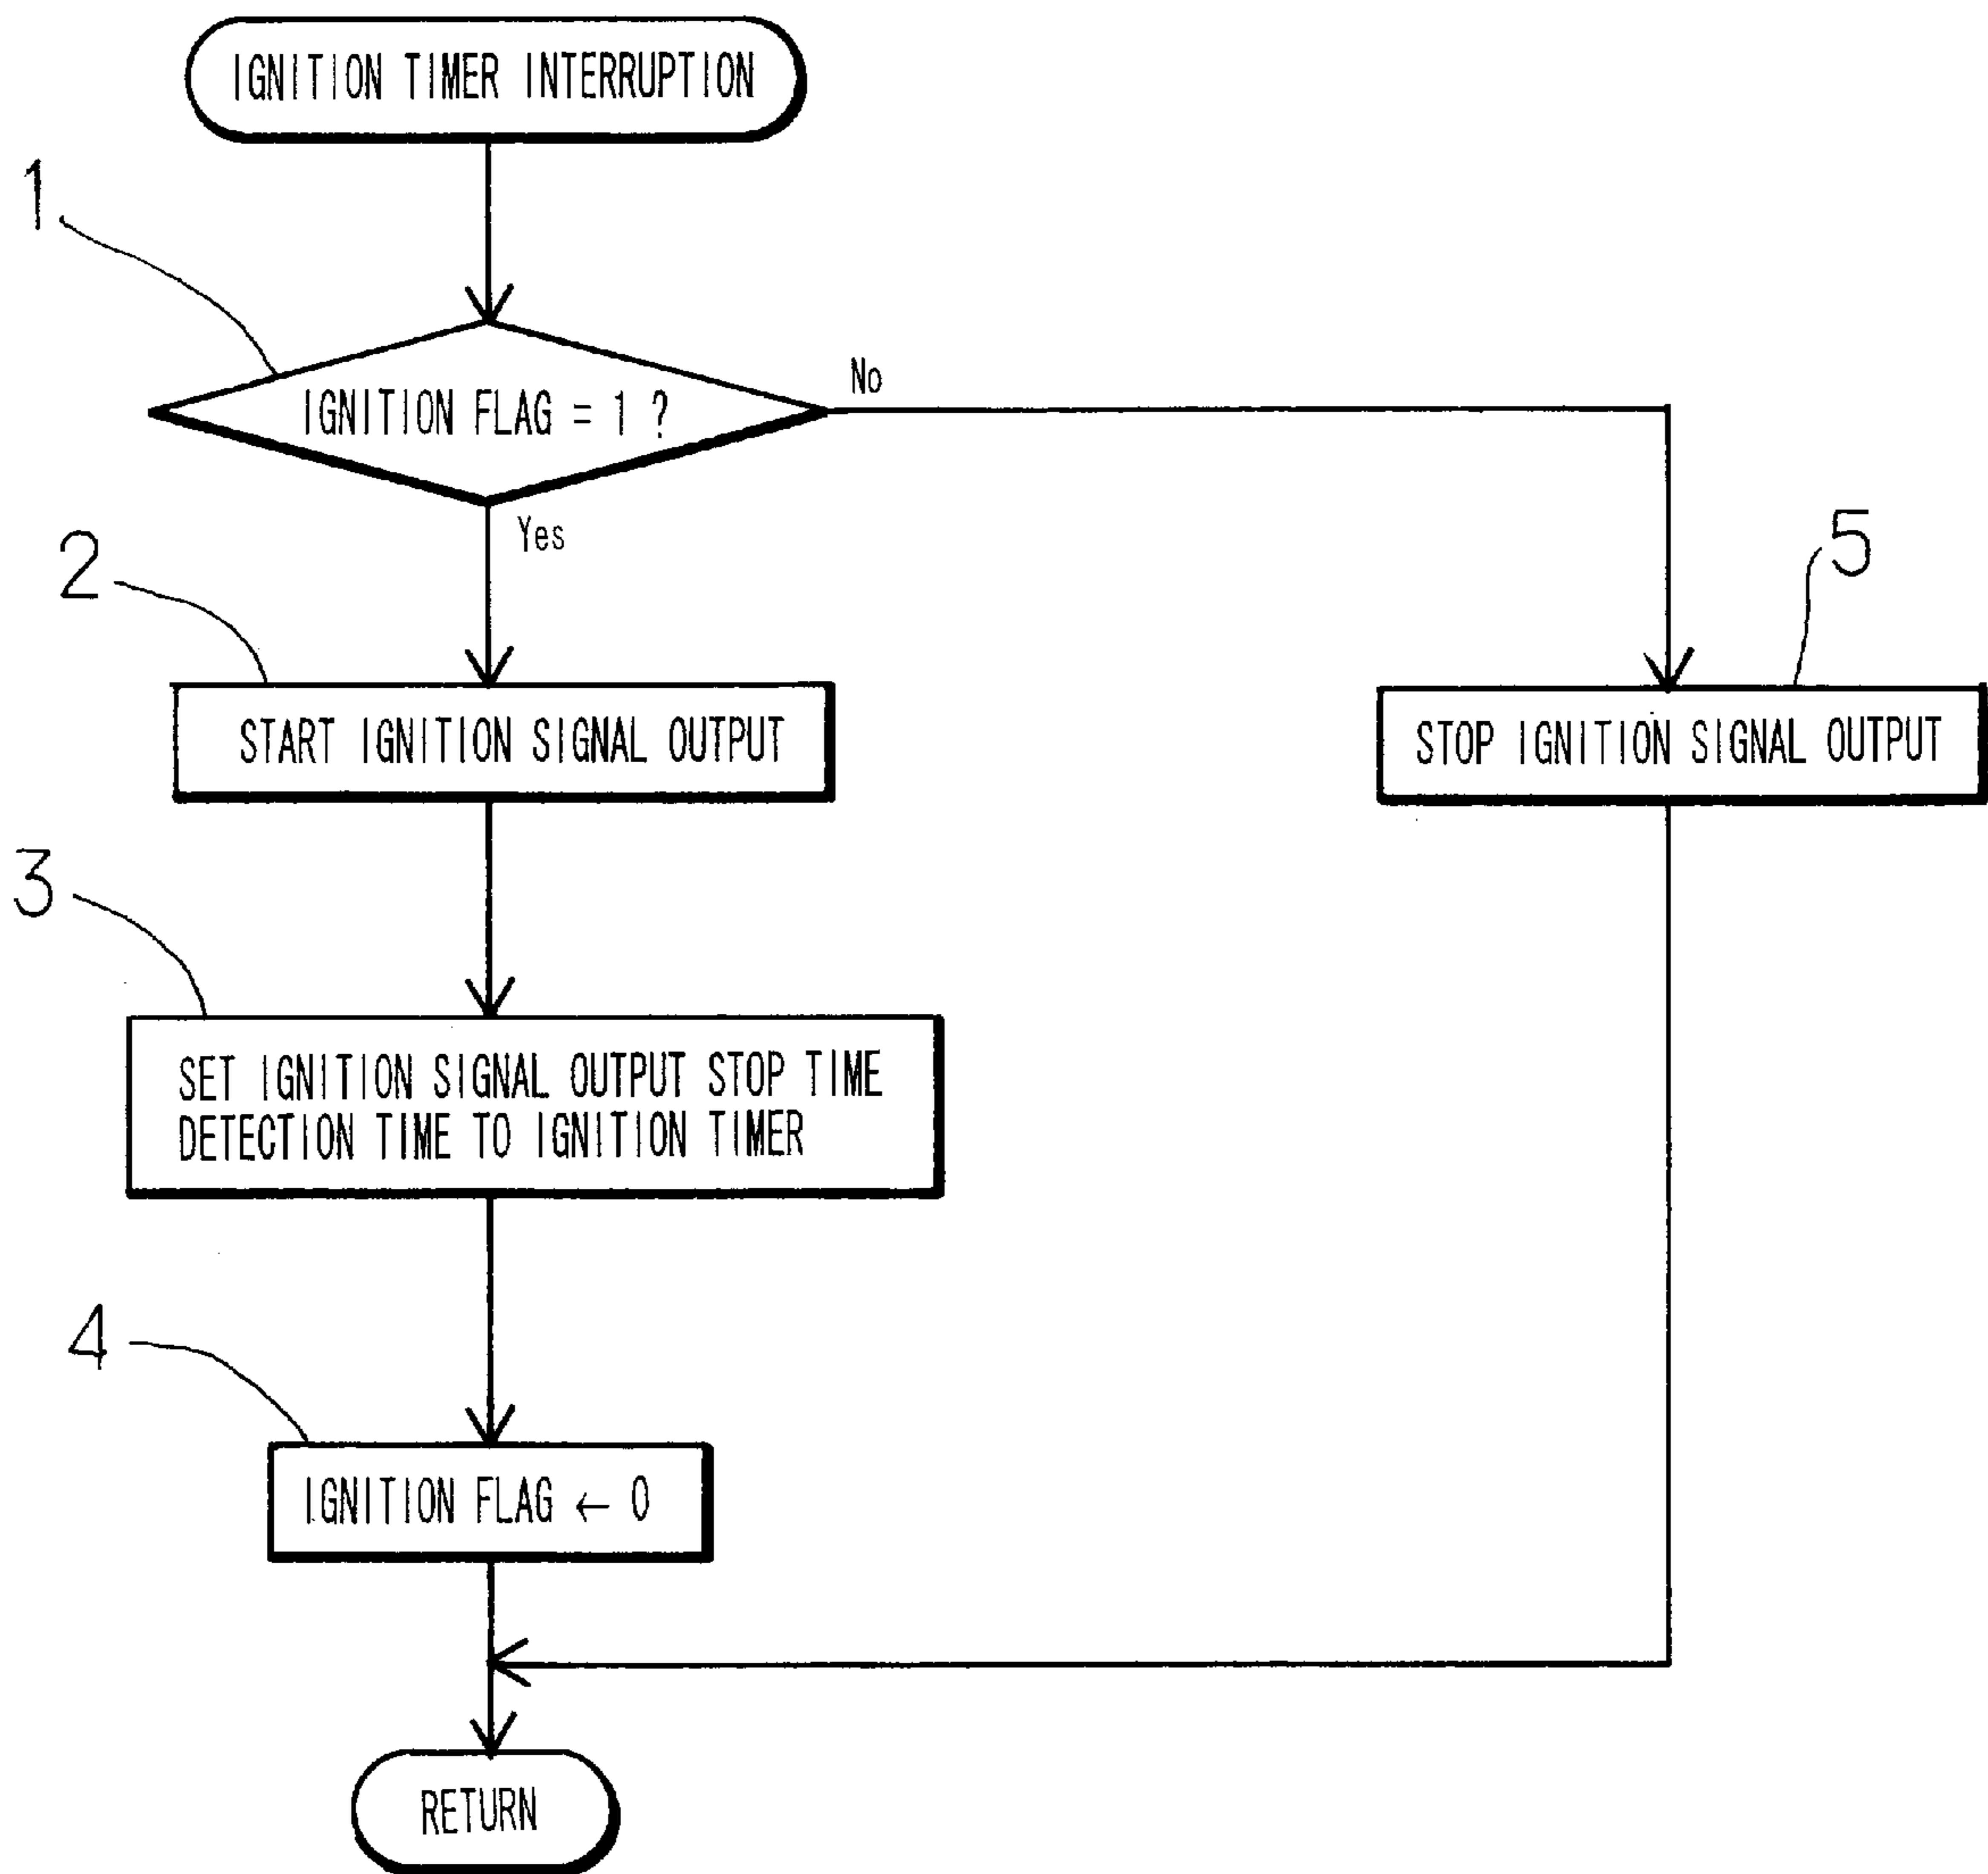 IGNITION TIMER INTERRUPTION
1
IGNITION FLAG = 1 ?
No
Yes
2
START IGNITION SIGNAL OUTPUT
5
STOP IGNITION SIGNAL OUTPUT
3
SET IGNITION SIGNAL OUTPUT STOP TIME
DETECTION TIME TO IGNITION TIMER
4
IGNITION FLAG ← 0
RETURN